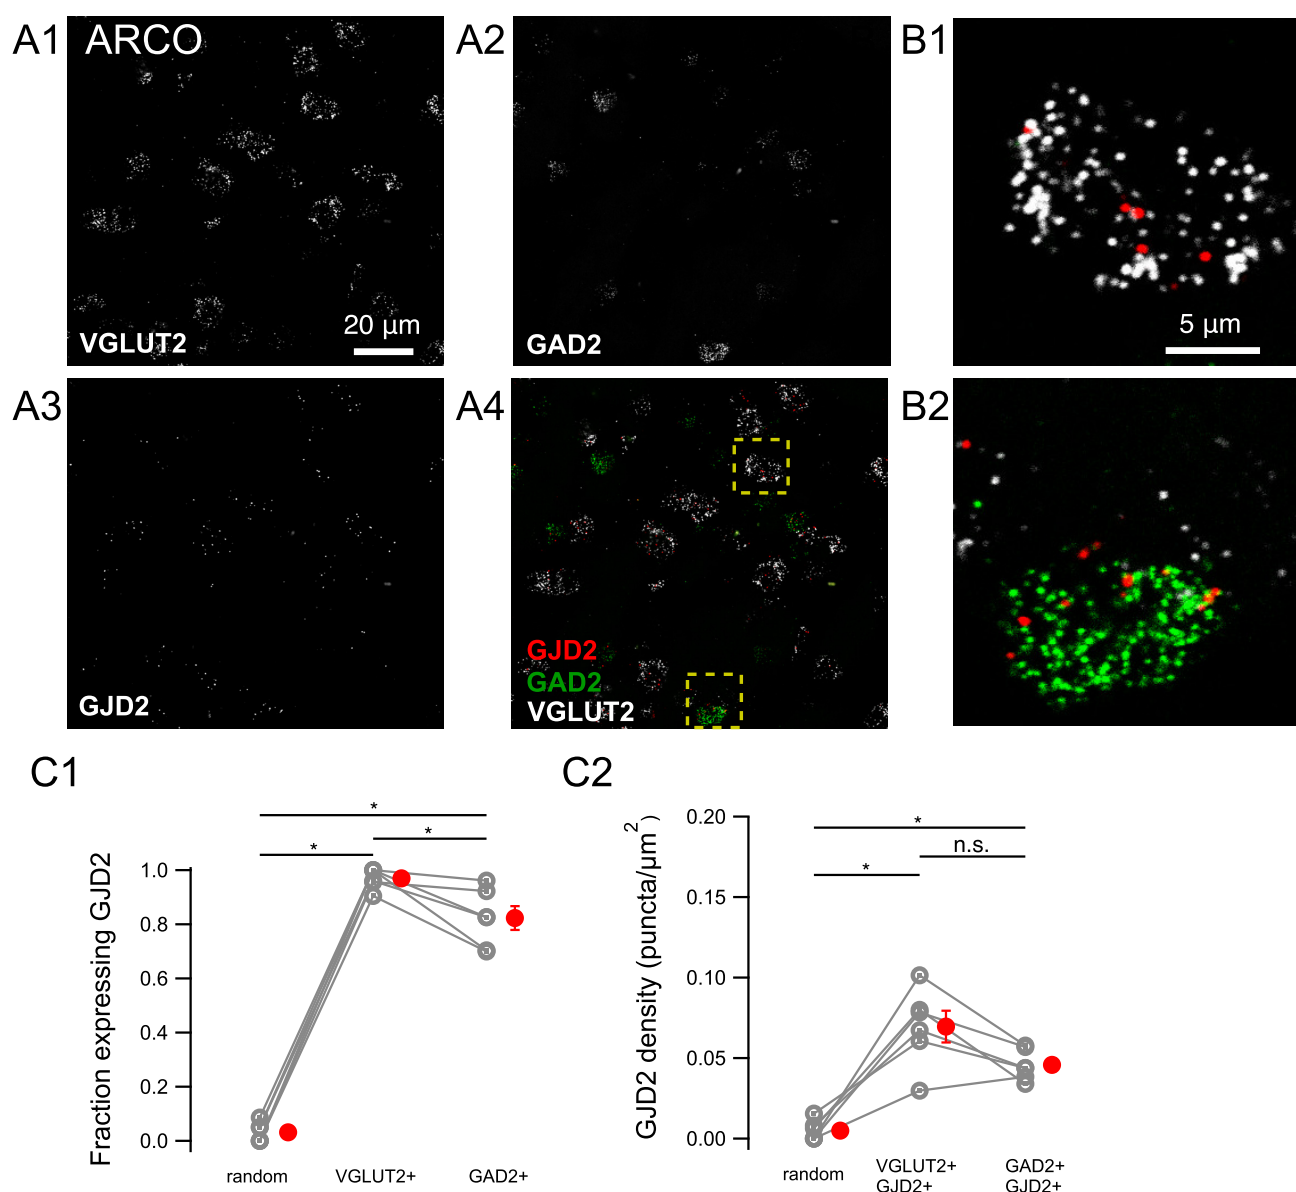 A1 ARCO
VGLUT2
20 µm
A2
GAD2
B1
5 µm
A3
GJD2
A4
GJD2
GAD2
VGLUT2
B2
C1
Fraction expressing GJD2
1.0
0.8
0.6
0.4
0.2
0.0
*
*
*
random
VGLUT2+
GAD2+
C2
GJD2 density (puncta/µm²)
0.20
0.15
0.10
0.05
0.00
*
n.s.
*
random
VGLUT2+
GJD2+
GAD2+
GJD2+